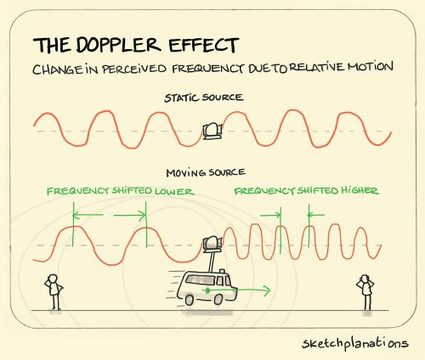 THE DOPPLER EFFECT
CHANGE IN PERCEIVED FREQUENCY DUE TO RELATIVE MOTION
STATIC SOURCE
MOVING SOURCE
FREQUENCY SHIFTED LOWER
FREQUENCY SHIFTED HIGHER
sketchplanations